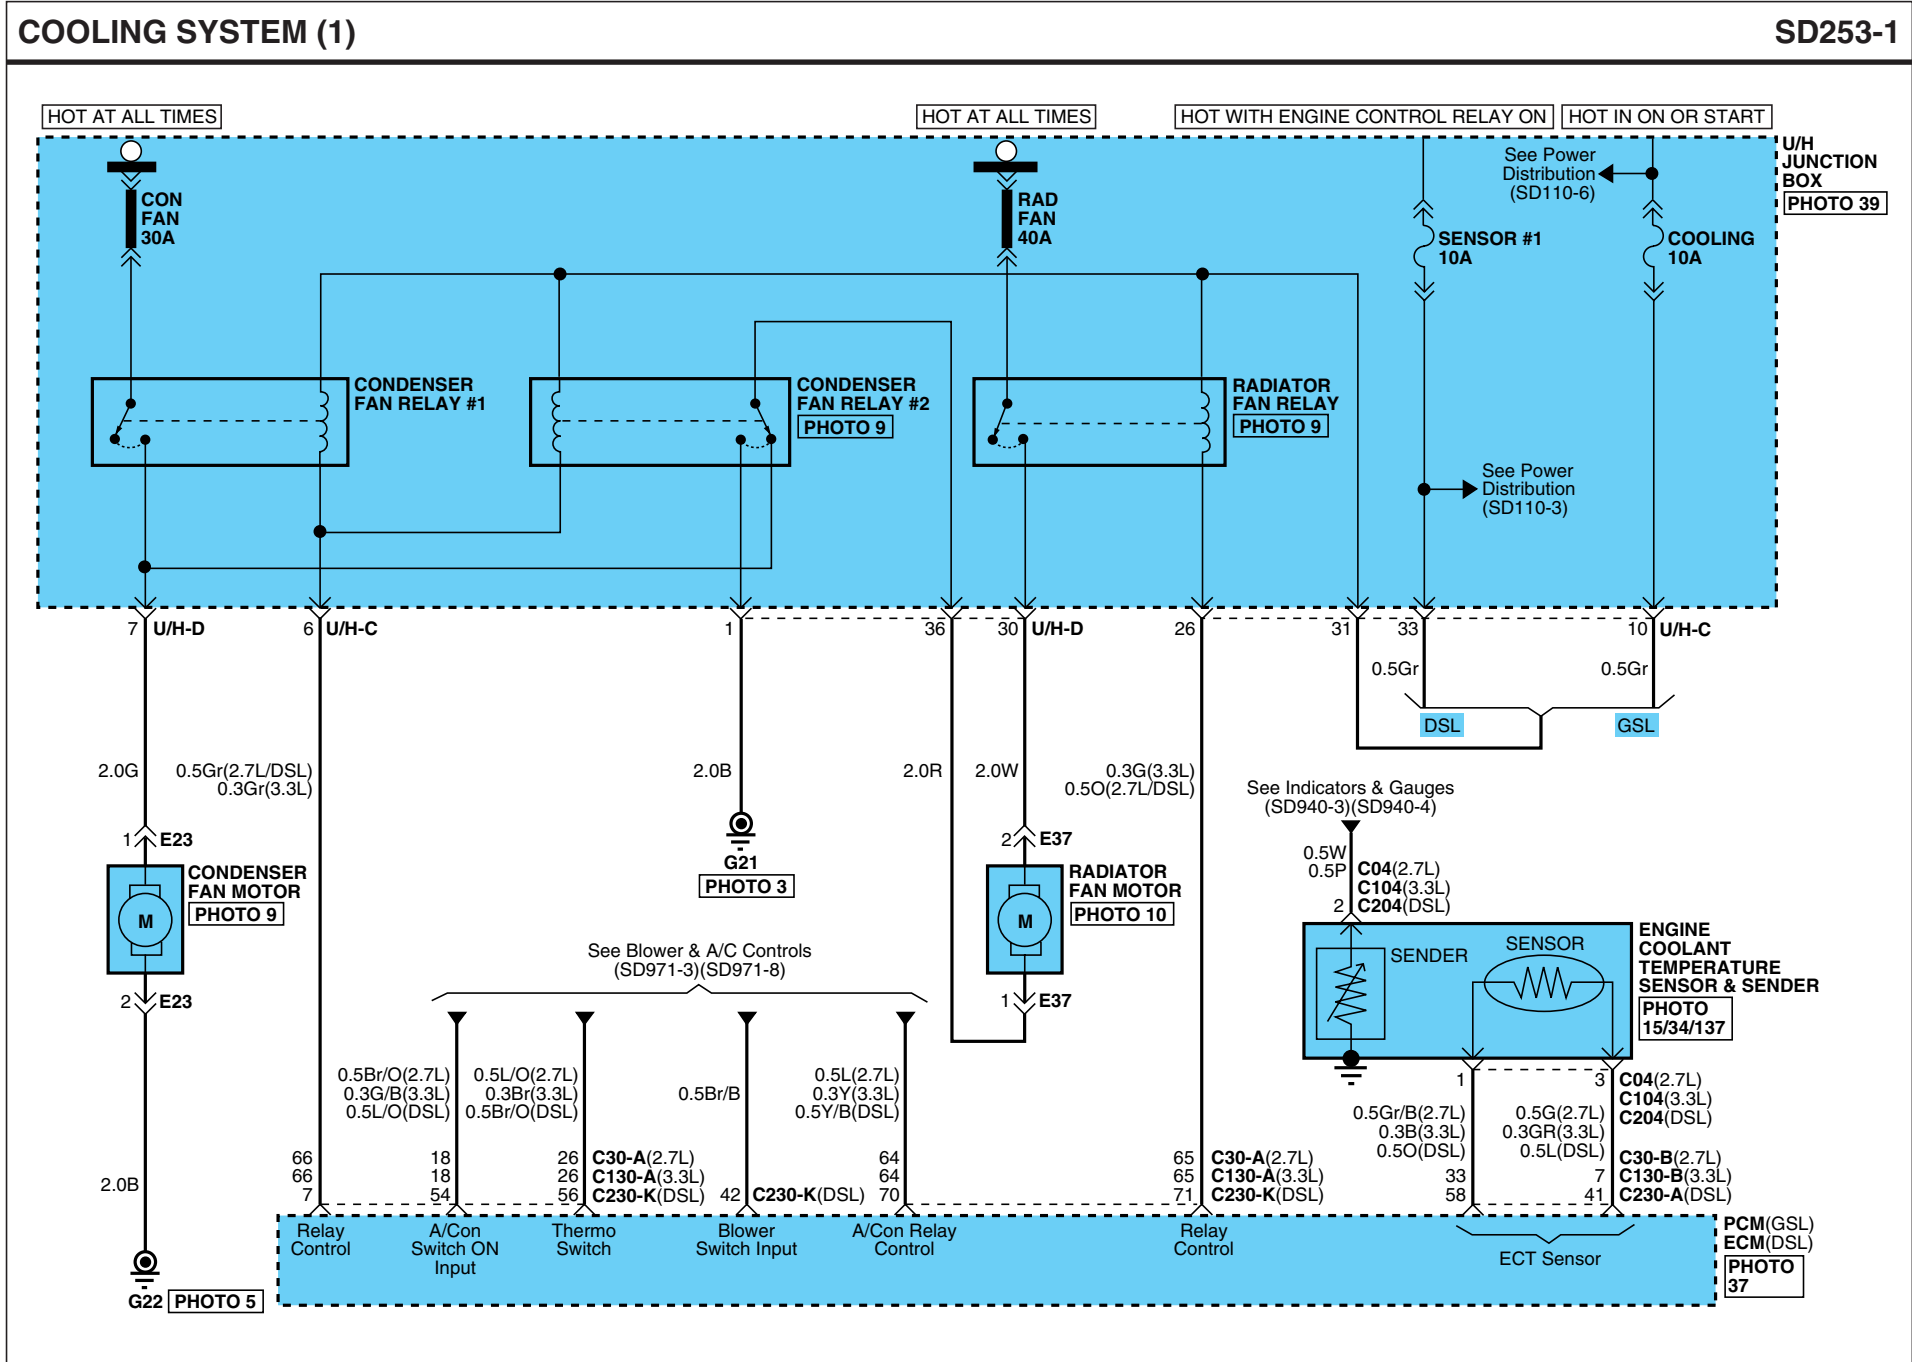 COOLING SYSTEM (1)
SD253-1
HOT AT ALL TIMES
HOT AT ALL TIMES
HOT WITH ENGINE CONTROL RELAY ON
HOT IN ON OR START
U/H
JUNCTION
BOX
PHOTO 39
CON
FAN
30A
RAD
FAN
40A
See Power
Distribution
(SD110-6)
SENSOR #1
10A
COOLING
10A
CONDENSER
FAN RELAY #1
CONDENSER
FAN RELAY #2
PHOTO 9
RADIATOR
FAN RELAY
PHOTO 9
See Power
Distribution
(SD110-3)
7 U/H-D
6 U/H-C
1
36
30 U/H-D
26
31
33
10 U/H-C
0.5Gr
0.5Gr
DSL
GSL
2.0G
0.5Gr(2.7L/DSL)
0.3Gr(3.3L)
2.0B
2.0R
2.0W
0.3G(3.3L)
0.5O(2.7L/DSL)
See Indicators & Gauges
(SD940-3)(SD940-4)
1 E23
G21
PHOTO 3
2 E37
0.5W
0.5P
C04(2.7L)
C104(3.3L)
2 C204(DSL)
CONDENSER
FAN MOTOR
PHOTO 9
M
RADIATOR
FAN MOTOR
PHOTO 10
M
SENDER
SENSOR
ENGINE
COOLANT
TEMPERATURE
SENSOR & SENDER
PHOTO
15/34/137
See Blower & A/C Controls
(SD971-3)(SD971-8)
2 E23
1 E37
0.5Br/O(2.7L)
0.3G/B(3.3L)
0.5L/O(DSL)
0.5L/O(2.7L)
0.3Br(3.3L)
0.5Br/O(DSL)
0.5Br/B
0.5L(2.7L)
0.3Y(3.3L)
0.5Y/B(DSL)
1
3
C04(2.7L)
C104(3.3L)
C204(DSL)
0.5Gr/B(2.7L)
0.3B(3.3L)
0.5O(DSL)
0.5G(2.7L)
0.3GR(3.3L)
0.5L(DSL)
2.0B
66
66
7
18
18
54
26 C30-A(2.7L)
26 C130-A(3.3L)
56 C230-K(DSL)
42 C230-K(DSL)
64
64
70
65 C30-A(2.7L)
65 C130-A(3.3L)
71 C230-K(DSL)
33
58
C30-B(2.7L)
7 C130-B(3.3L)
41 C230-A(DSL)
Relay
Control
A/Con
Switch ON
Input
Thermo
Switch
Blower
Switch Input
A/Con Relay
Control
Relay
Control
ECT Sensor
PCM(GSL)
ECM(DSL)
PHOTO
37
G22 PHOTO 5